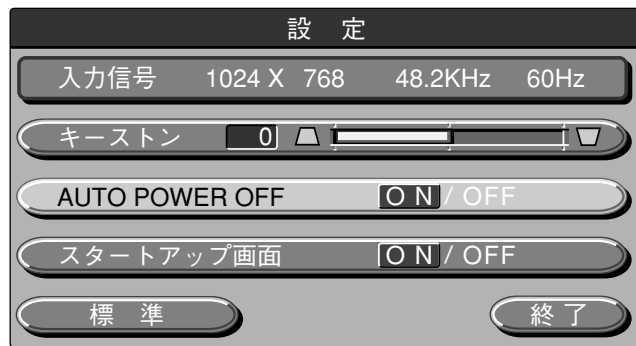 設 定
入力信号 1024 X 768 48.2KHz 60Hz
キーストン 0
AUTO POWER OFF ON / OFF
スタートアップ画面 ON / OFF
標 準 終 了